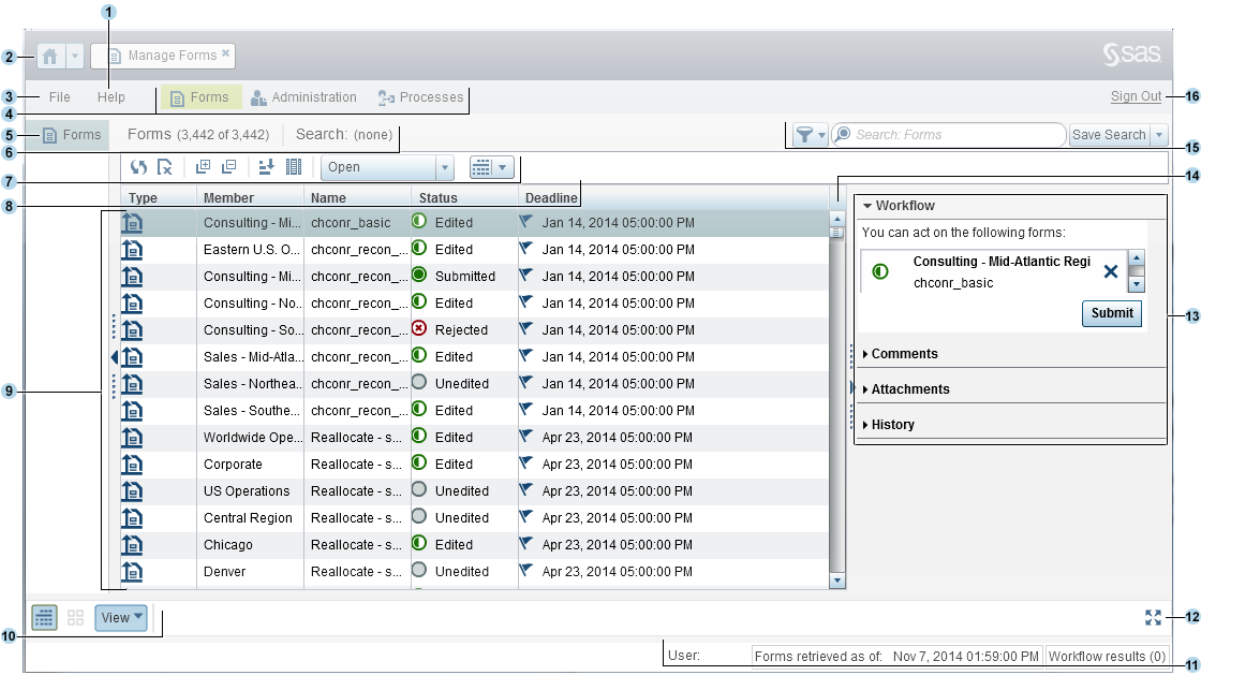 1
2
Manage Forms ×
sas
3
File Help Forms Administration Processes Sign Out
16
4
5
Forms Forms (3,442 of 3,442) Search: (none) Search: Forms Save Search
6
15
Open
7
14
8
Type Member Name Status Deadline
Consulting - Mi... chconr_basic Edited Jan 14, 2014 05:00:00 PM
Eastern U.S. O... chconr_recon_... Edited Jan 14, 2014 05:00:00 PM
Consulting - Mi... chconr_recon_... Submitted Jan 14, 2014 05:00:00 PM
Consulting - No... chconr_recon_... Edited Jan 14, 2014 05:00:00 PM
Consulting - So... chconr_recon_... Rejected Jan 14, 2014 05:00:00 PM
Sales - Mid-Atla... chconr_recon_... Edited Jan 14, 2014 05:00:00 PM
9
Sales - Northea... chconr_recon_... Unedited Jan 14, 2014 05:00:00 PM
Sales - Southe... chconr_recon_... Edited Jan 14, 2014 05:00:00 PM
Worldwide Ope... Reallocate - s... Edited Apr 23, 2014 05:00:00 PM
Corporate Reallocate - s... Edited Apr 23, 2014 05:00:00 PM
US Operations Reallocate - s... Unedited Apr 23, 2014 05:00:00 PM
Central Region Reallocate - s... Unedited Apr 23, 2014 05:00:00 PM
Chicago Reallocate - s... Edited Apr 23, 2014 05:00:00 PM
Denver Reallocate - s... Unedited Apr 23, 2014 05:00:00 PM
Workflow
You can act on the following forms:
Consulting - Mid-Atlantic Regi
chconr_basic
Submit
13
Comments
Attachments
History
View
12
10
User: Forms retrieved as of: Nov 7, 2014 01:59:00 PM Workflow results (0)
11